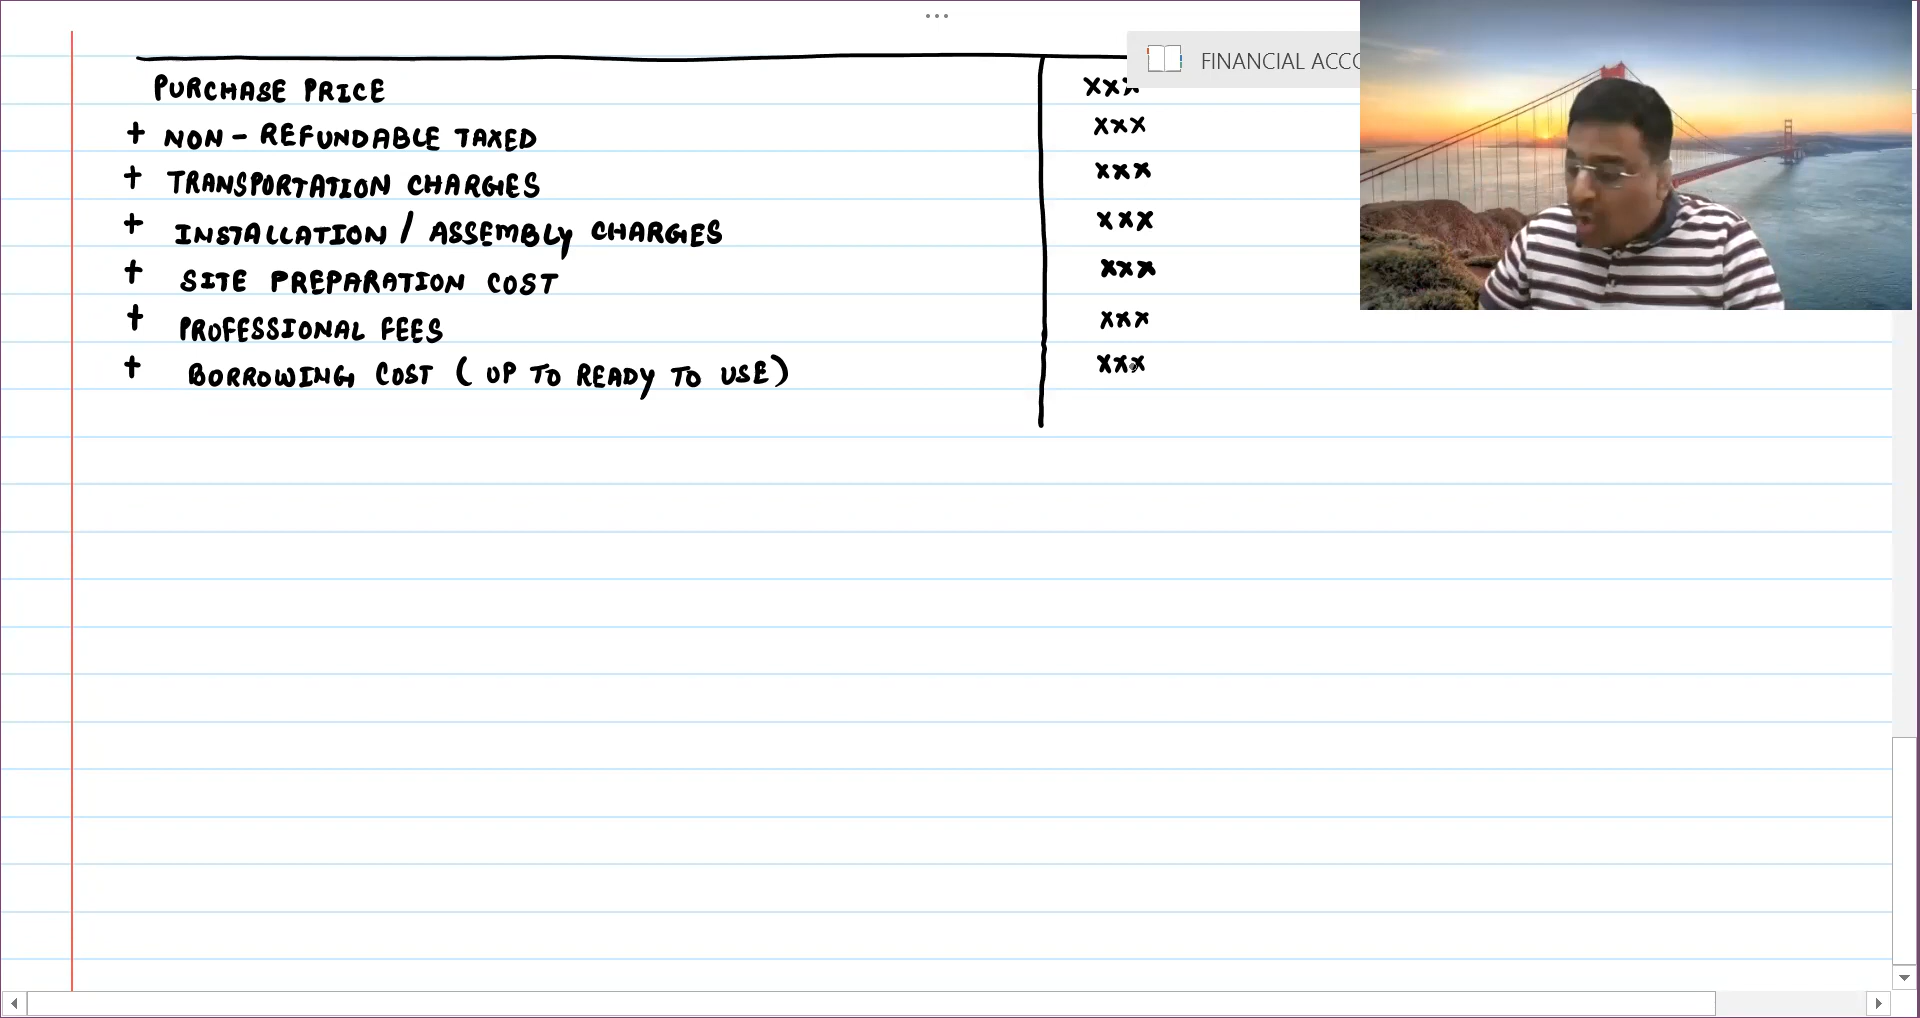 FINANCIAL ACCO
PURCHASE PRICE xxx
+ NON - REFUNDABLE TAXED xxx
+ TRANSPORTATION CHARGES xxx
+ INSTALLATION / ASSEMBLY CHARGES xxx
+ SITE PREPARATION COST xxx
+ PROFESSIONAL FEES xxx
+ BORROWING COST ( UP TO READY TO USE ) xxx